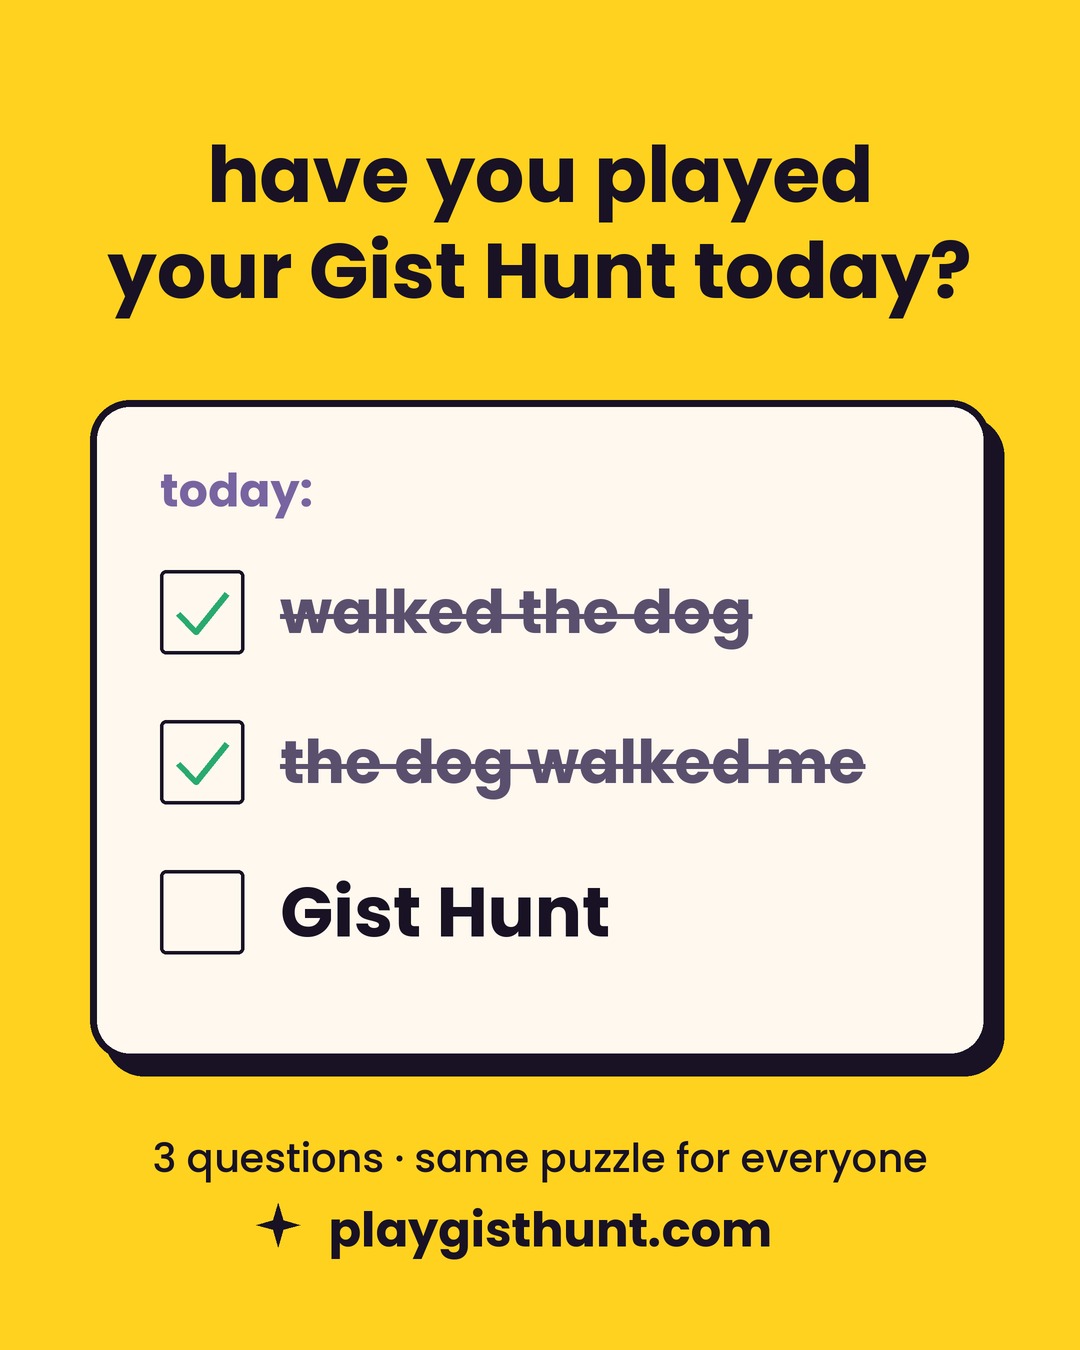 have you played
your Gist Hunt today?
today:
walked the dog
the dog walked me
Gist Hunt
3 questions · same puzzle for everyone
playgisthunt.com